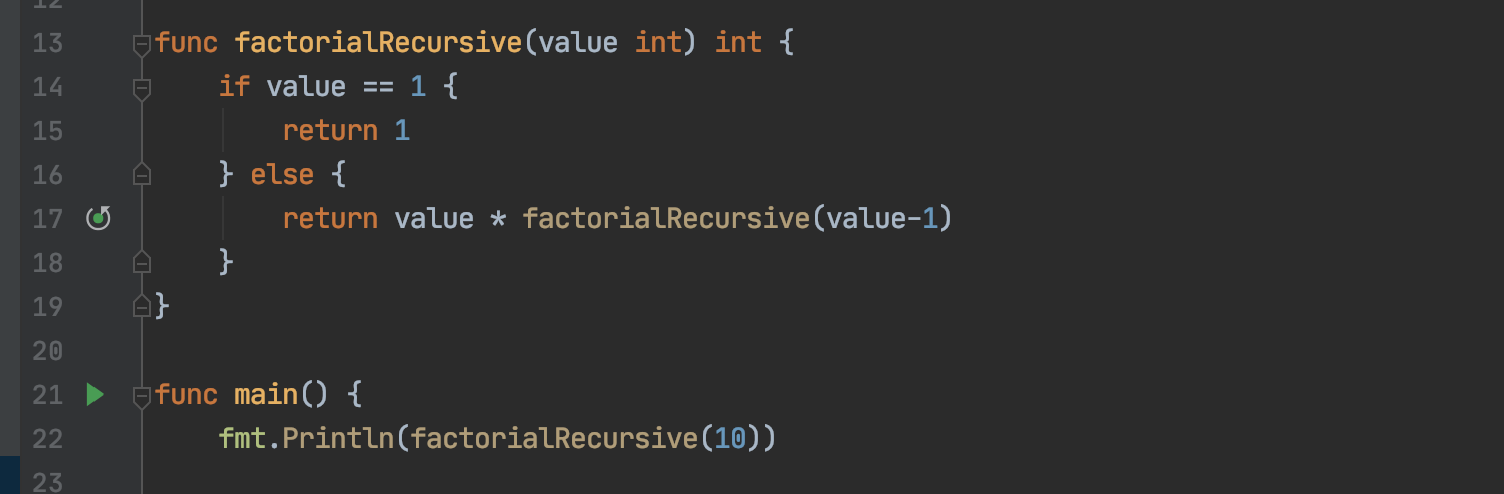 12
13 func factorialRecursive(value int) int {
14     if value == 1 {
15         return 1
16     } else {
17         return value * factorialRecursive(value-1)
18     }
19 }
20
21 func main() {
22     fmt.Println(factorialRecursive(10))
23